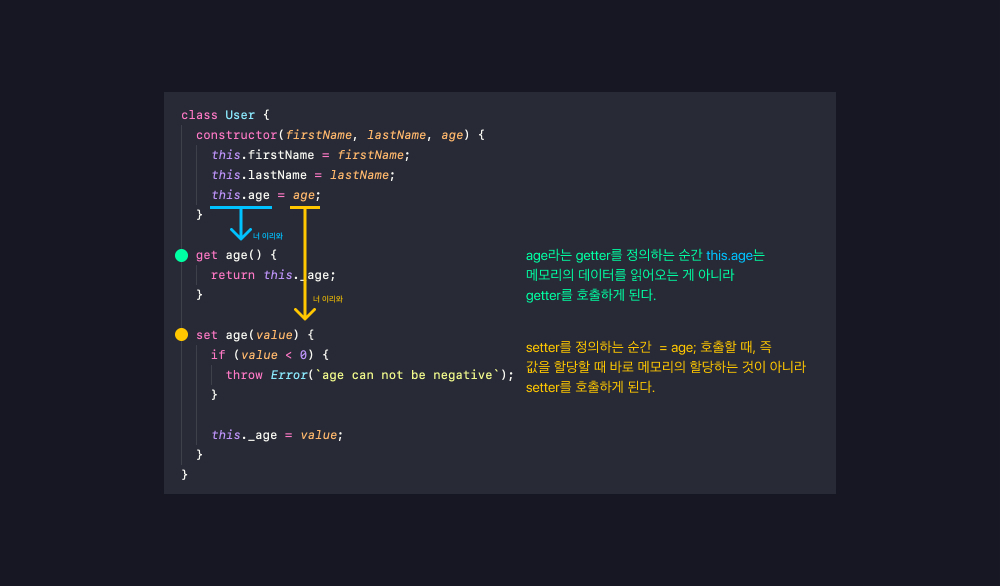 class User {
constructor(firstName, lastName, age) {
this.firstName = firstName;
this.lastName = lastName;
this.age = age;
}
너 이리와
get age() {
return this._age;
}
age라는 getter를 정의하는 순간 this.age는
메모리의 데이터를 읽어오는 게 아니라
getter를 호출하게 된다.
너 이리와
set age(value) {
if (value < 0) {
throw Error(`age can not be negative`);
}
this._age = value;
}
}
setter를 정의하는 순간 = age; 호출할 때, 즉
값을 할당할 때 바로 메모리의 할당하는 것이 아니라
setter를 호출하게 된다.